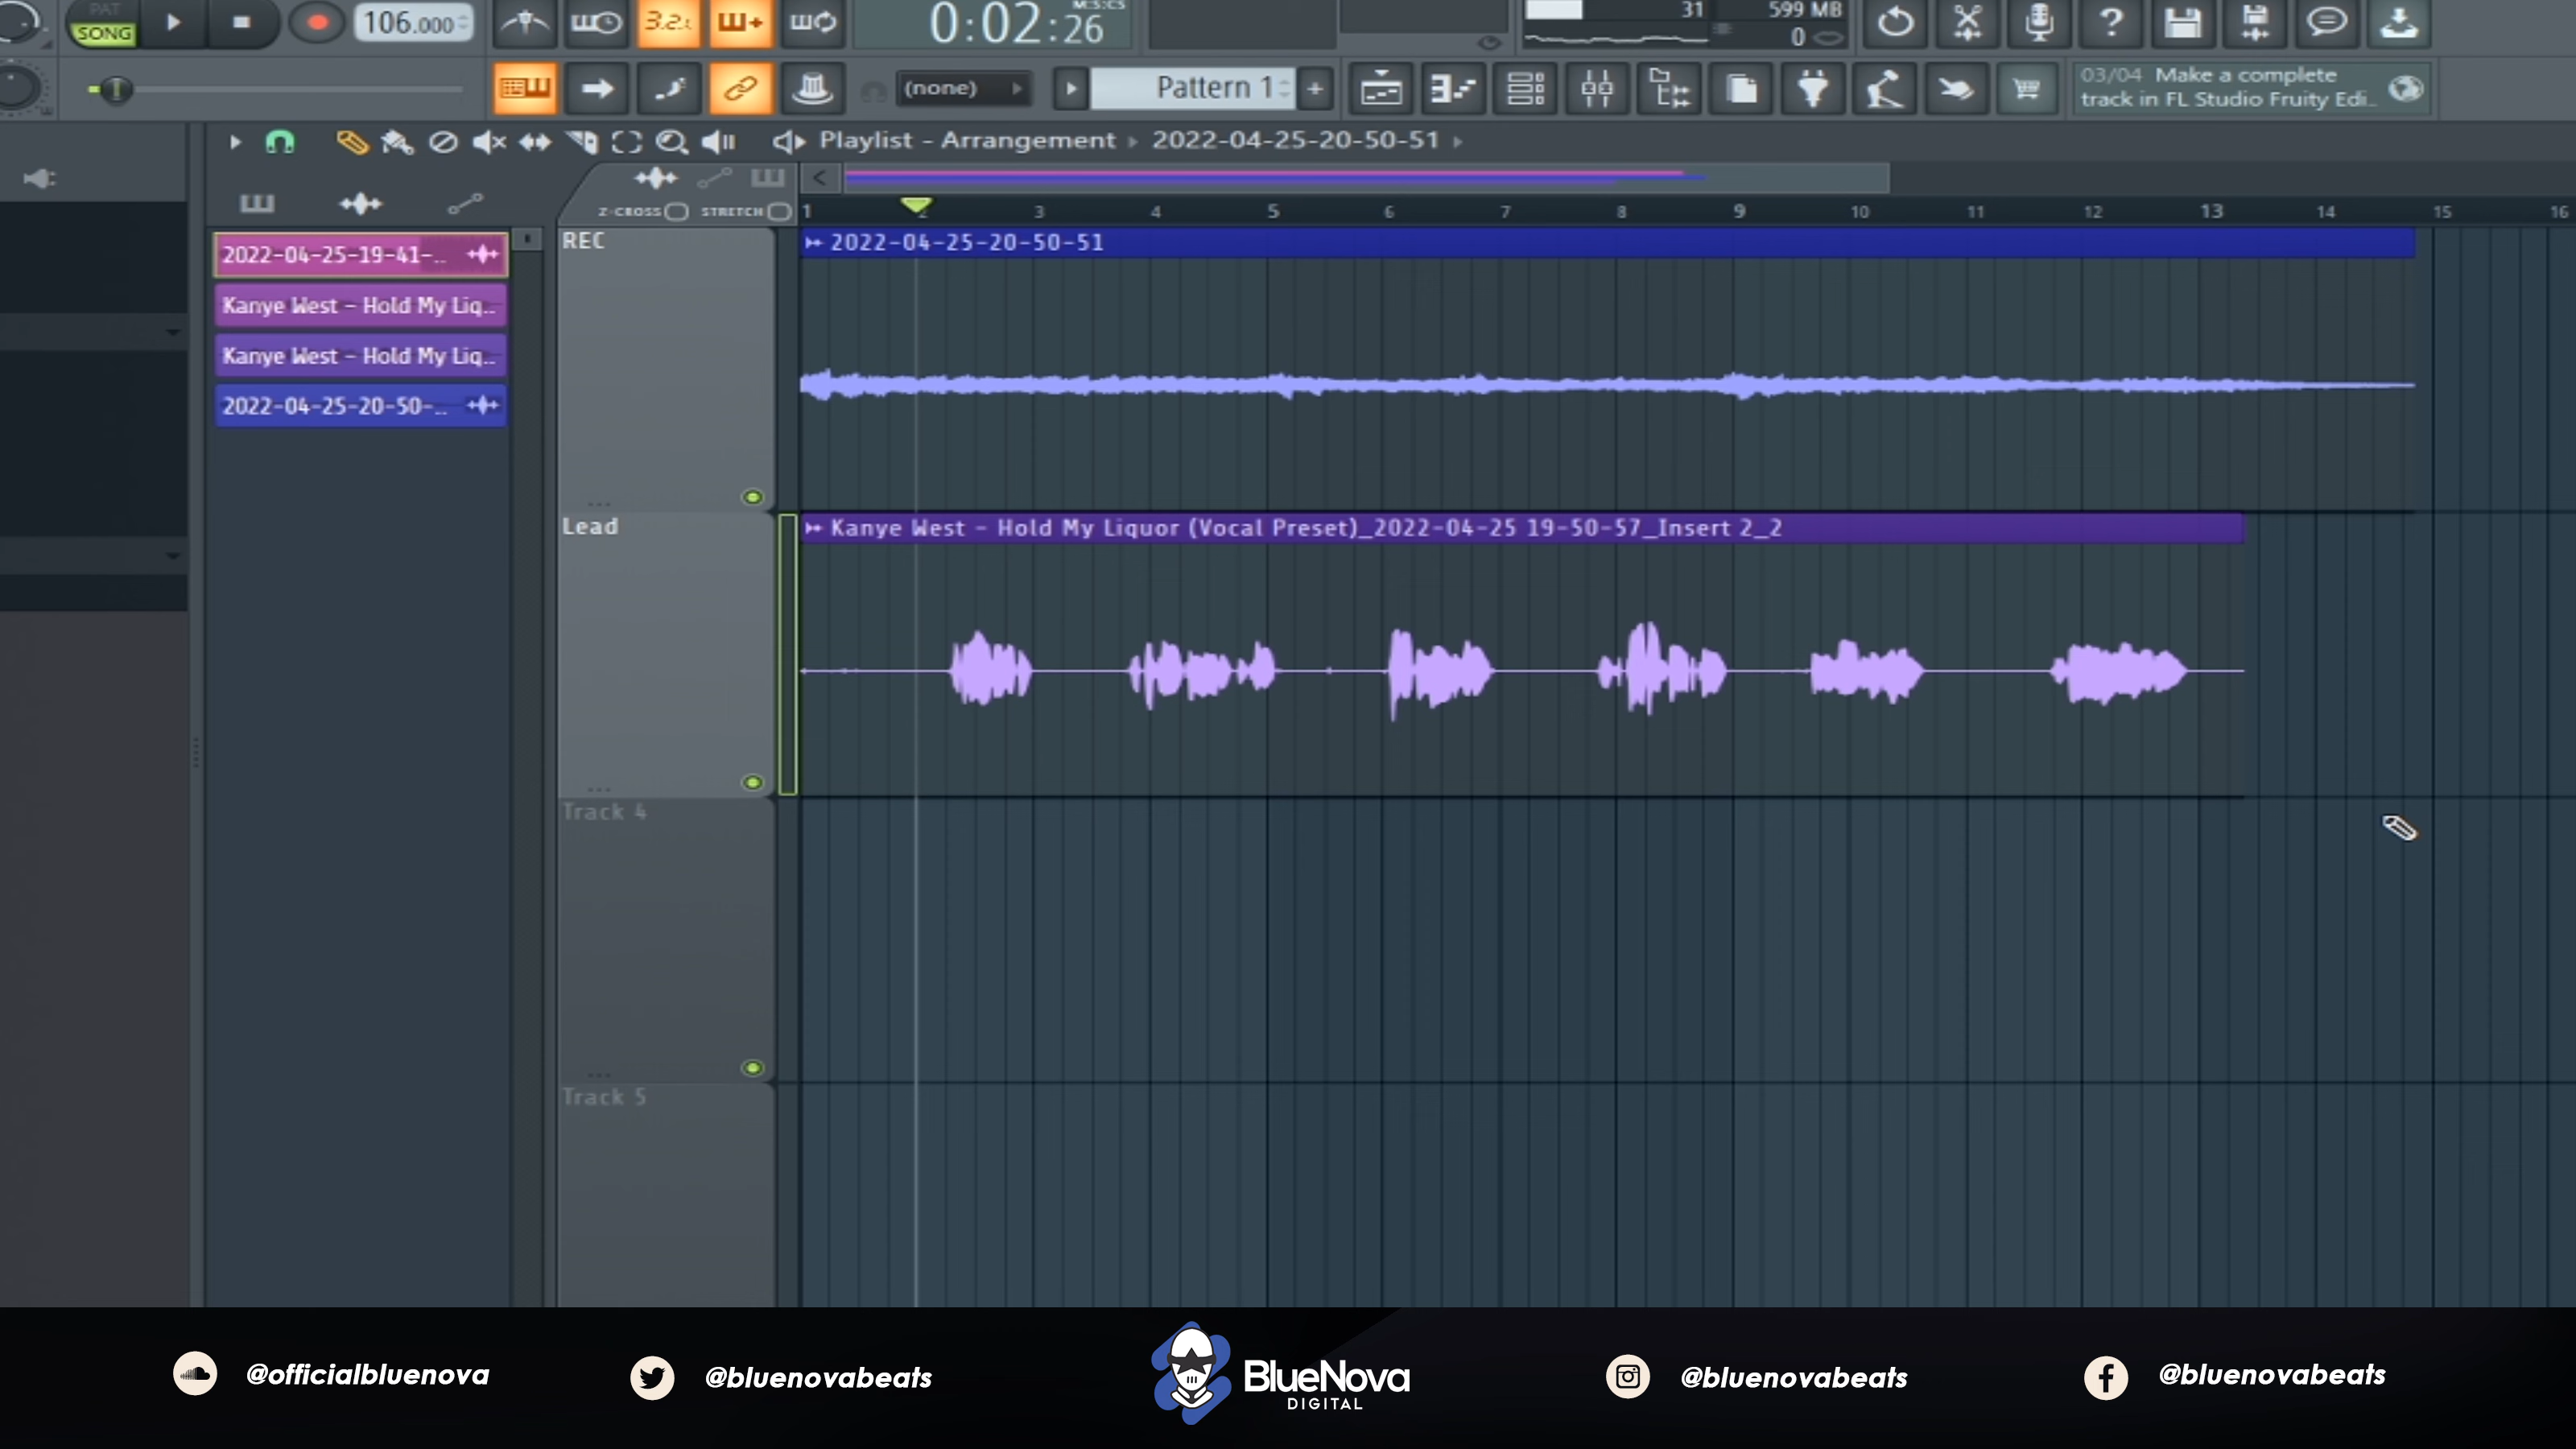 PAT
SONG
106.000
3.2.
0:02:26
M:S:CS
31
599 MB
0
(none)
Pattern 1
+
03/04 Make a complete
track in FL Studio Fruity Edi..
Playlist - Arrangement
2022-04-25-20-50-51
Z-CROSS
STRETCH
1 2 3 4 5 6 7 8 9 10 11 12 13 14 15 16
2022-04-25-19-41-..
Kanye West - Hold My Liq..
Kanye West - Hold My Liq..
2022-04-25-20-50-..
REC
2022-04-25-20-50-51
Lead
Kanye West - Hold My Liquor (Vocal Preset)_2022-04-25 19-50-57_Insert 2_2
Track 4
Track 5
@officialbluenova
@bluenovabeats
BlueNova
DIGITAL
@bluenovabeats
@bluenovabeats